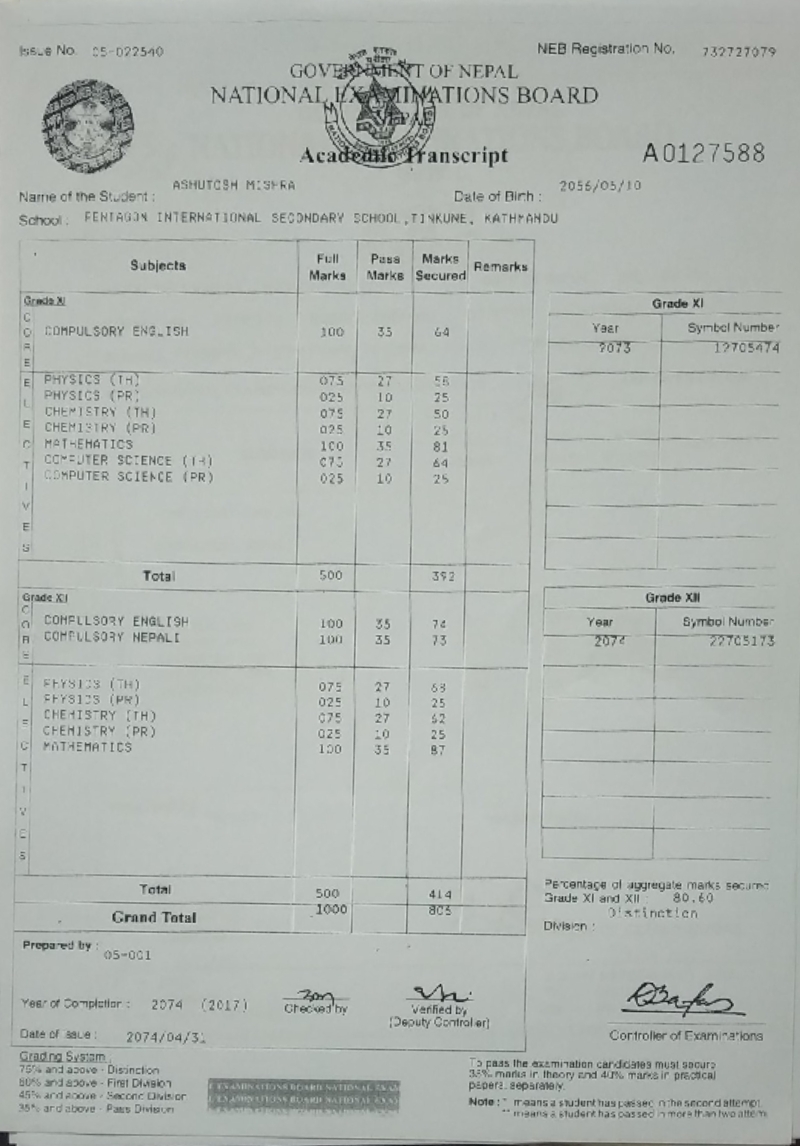 Issue No. 05-022540 NEB Registration No. 732727079
GOVERNMENT OF NEPAL
NATIONAL EXAMINATIONS BOARD
Academic Transcript
A0127588
Name of the Student : ASHUTOSH MISHRA Date of Birth : 2056/05/10
School : PENTAGON INTERNATIONAL SECONDARY SCHOOL,TINKUNE, KATHMANDU
Subjects Full Marks Pass Marks Marks Secured Remarks
Grade XI
CORE
COMPULSORY ENGLISH 100 35 64
ELECTIVES
PHYSICS (TH) 075 27 58
PHYSICS (PR) 025 10 25
CHEMISTRY (TH) 075 27 50
CHEMISTRY (PR) 025 10 25
MATHEMATICS 100 35 81
COMPUTER SCIENCE (TH) 075 27 64
COMPUTER SCIENCE (PR) 025 10 25
Total 500 392
Grade XI
Year Symbol Number
2073 12705474
Grade XII
CORE
COMPULSORY ENGLISH 100 35 74
COMPULSORY NEPALI 100 35 73
ELECTIVES
PHYSICS (TH) 075 27 68
PHYSICS (PR) 025 10 25
CHEMISTRY (TH) 075 27 62
CHEMISTRY (PR) 025 10 25
MATHEMATICS 100 35 87
Total 500 414
Grand Total 1000 806
Grade XII
Year Symbol Number
2074 22705173
Percentage of aggregate marks secured
Grade XI and XII : 80.60
Distinction
Division :
Prepared by :
05-001
Year of Completion : 2074 (2017)
Checked by
Verified by
(Deputy Controller)
Controller of Examinations
Date of issue : 2074/04/31
Grading System
75% and above - Distinction
60% and above - First Division
45% and above - Second Division
35% and above - Pass Division
EXAMINATIONS BOARD NATIONAL EXAM
EXAMINATIONS BOARD NATIONAL EXAM
To pass the examination candidates must secure
35% marks in theory and 40% marks in practical
papers, separately.
Note : * means a student has passed in the second attempt.
** means a student has passed in more than two attem